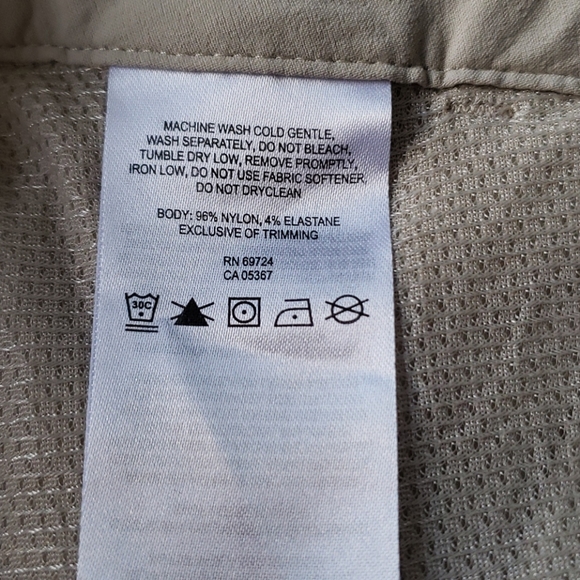 MACHINE WASH COLD GENTLE,
WASH SEPARATELY, DO NOT BLEACH,
TUMBLE DRY LOW, REMOVE PROMPTLY,
IRON LOW, DO NOT USE FABRIC SOFTENER,
DO NOT DRYCLEAN
BODY: 96% NYLON, 4% ELASTANE
EXCLUSIVE OF TRIMMING
RN 69724
CA 05367
30C